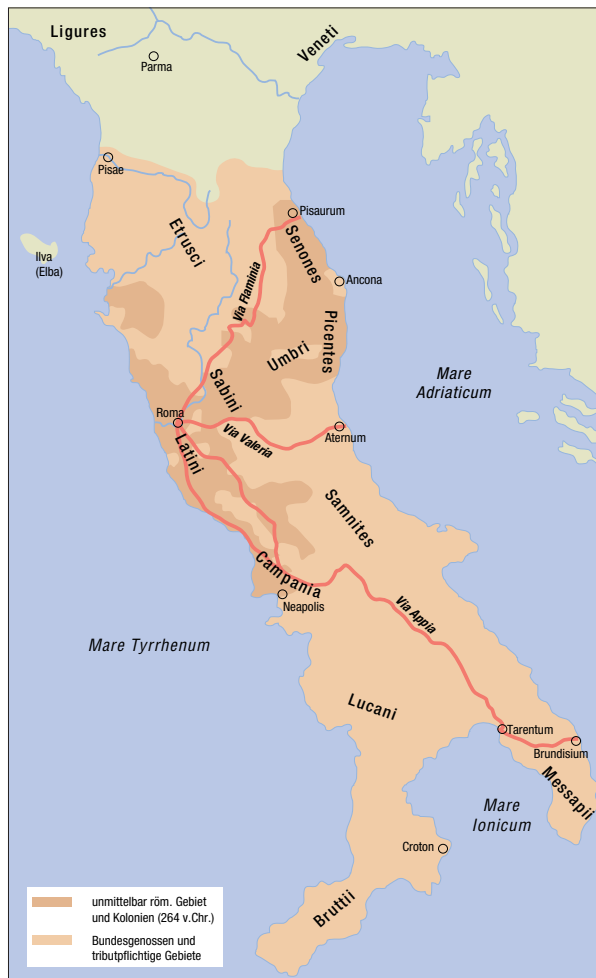 Ligures
Veneti
Parma
Pisae
Etrusci
Pisaurum
Senones
Ilva
(Elba)
Via Flaminia
Ancona
Picentes
Umbri
Mare
Adriaticum
Sabini
Roma
Via Valeria
Aternum
Latini
Samnites
Campania
Neapolis
Via Appia
Mare Tyrrhenum
Lucani
Tarentum
Brundisium
Messapii
Mare
Ionicum
Croton
Bruttii
unmittelbar röm. Gebiet
und Kolonien (264 v.Chr.)
Bundesgenossen und
tributpflichtige Gebiete